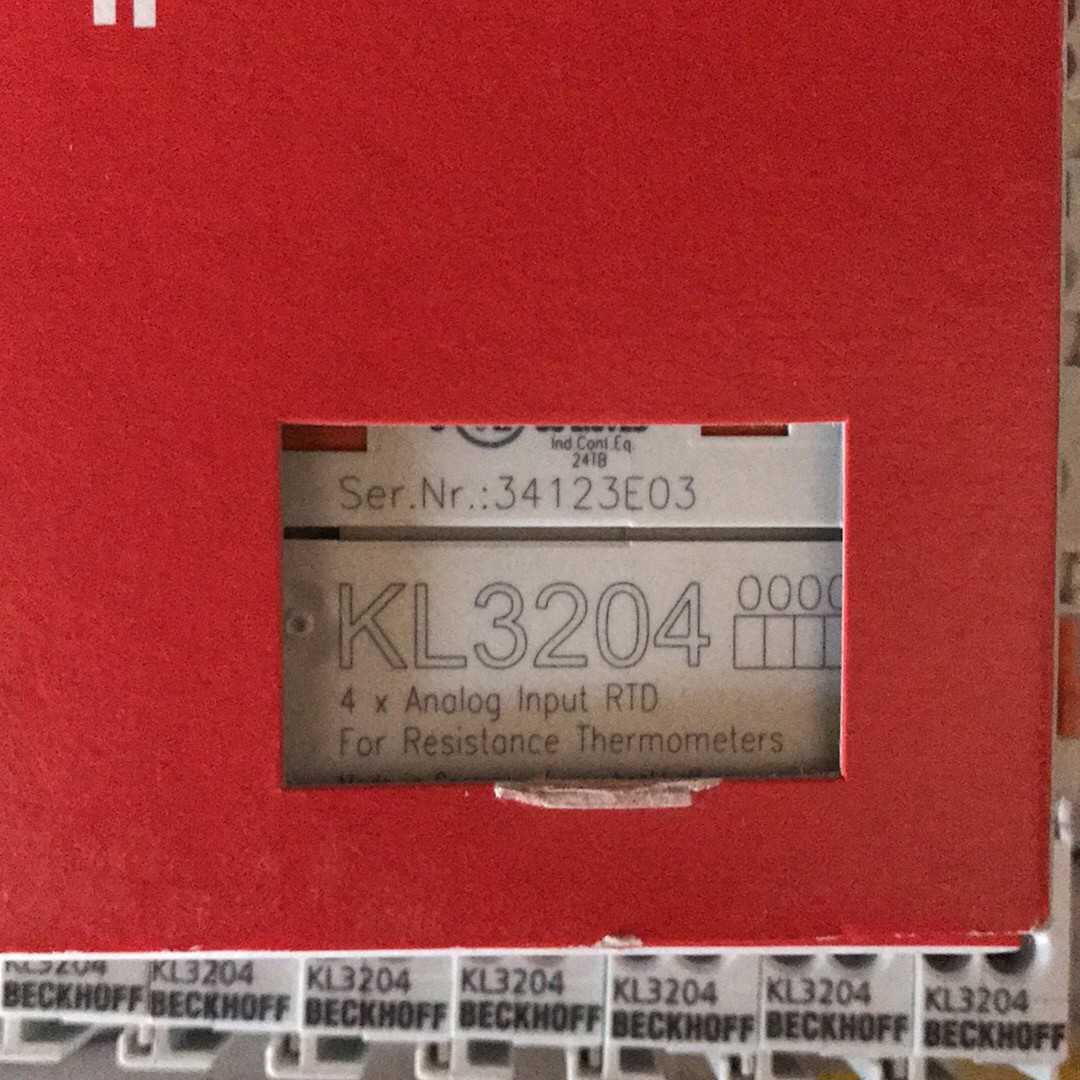 Ind.Cont.Eq.
24TB
Ser.Nr.:34123E03
KL3204 0000
4 x Analog Input RTD
For Resistance Thermometers
KL3204 KL3204 KL3204 KL3204 KL3204 KL3204 KL3204
BECKHOFF BECKHOFF BECKHOFF BECKHOFF BECKHOFF BECKHOFF BECKHOFF